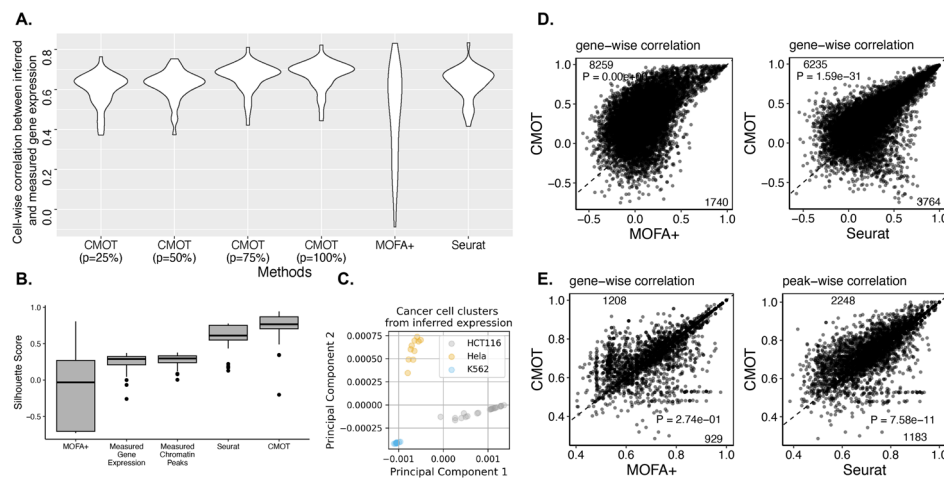 A.
Cell-wise correlation between inferred
and measured gene expression
0.8
0.6
0.4
0.2
0.0
CMOT
(p=25%)
CMOT
(p=50%)
CMOT
(p=75%)
CMOT
(p=100%)
MOFA+
Seurat
Methods
B.
Silhouette Score
1.0
0.5
0.0
−0.5
MOFA+
Measured
Gene
Expression
Measured
Chromatin
Peaks
Seurat
CMOT
C.
Cancer cell clusters
from inferred expression
Principal Component 2
0.00075
0.00050
0.00025
0.00000
−0.00025
HCT116
Hela
K562
−0.001
0.000
0.001
Principal Component 1
D.
gene−wise correlation
8259
CMOT
1.0
0.5
0.0
−0.5
1740
−0.5
0.0
0.5
1.0
MOFA+
gene−wise correlation
6235
P = 1.59e−31
CMOT
1.0
0.5
0.0
−0.5
3764
−0.5
0.0
0.5
1.0
Seurat
E.
gene−wise correlation
1208
CMOT
1.0
0.8
0.6
0.4
P = 2.74e−01
929
0.4
0.6
0.8
1.0
MOFA+
peak−wise correlation
2248
CMOT
1.0
0.8
0.6
0.4
P = 7.58e−11
1183
0.4
0.6
0.8
1.0
Seurat